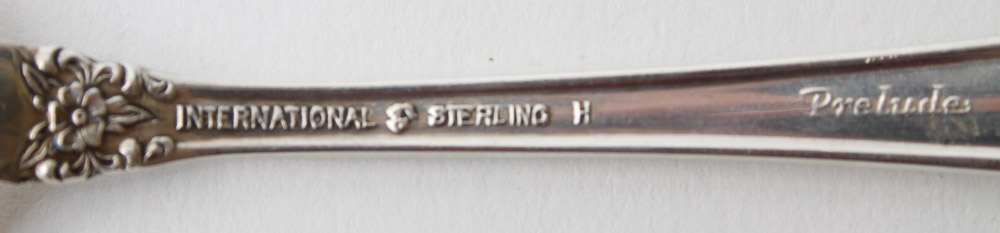 INTERNATIONAL STERLING H Prelude